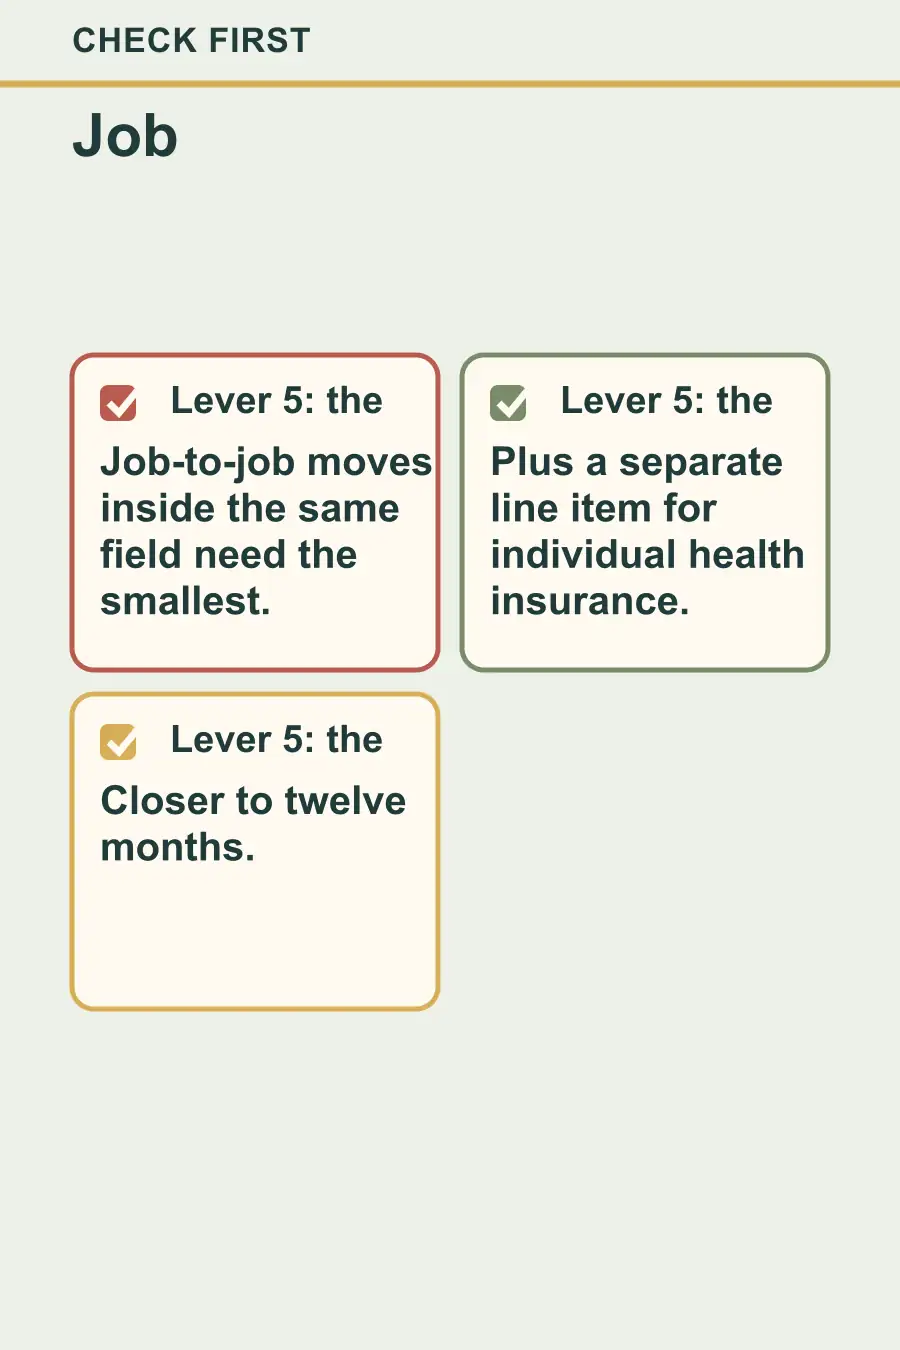 CHECK FIRST
Job
Lever 5: the
Job-to-job moves
inside the same
field need the
smallest.
Lever 5: the
Plus a separate
line item for
individual health
insurance.
Lever 5: the
Closer to twelve
months.